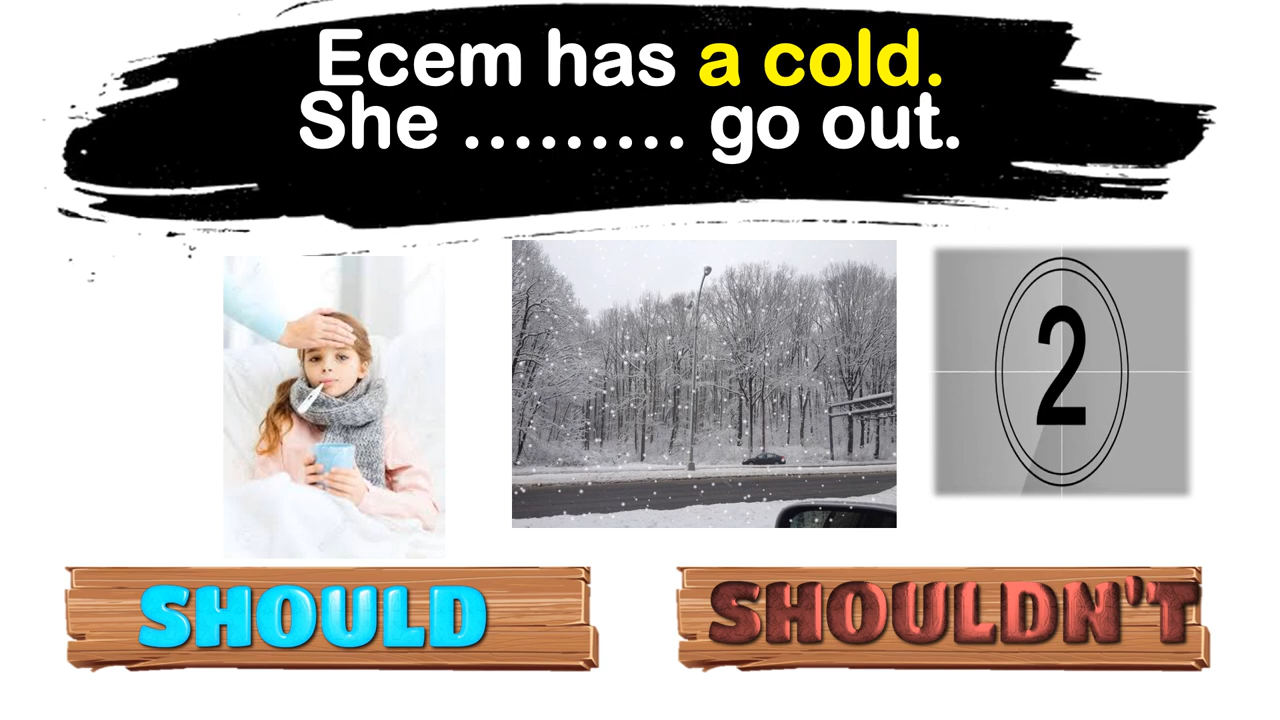 Ecem has a cold.
She ……… go out.
2
SHOULD
SHOULDN'T